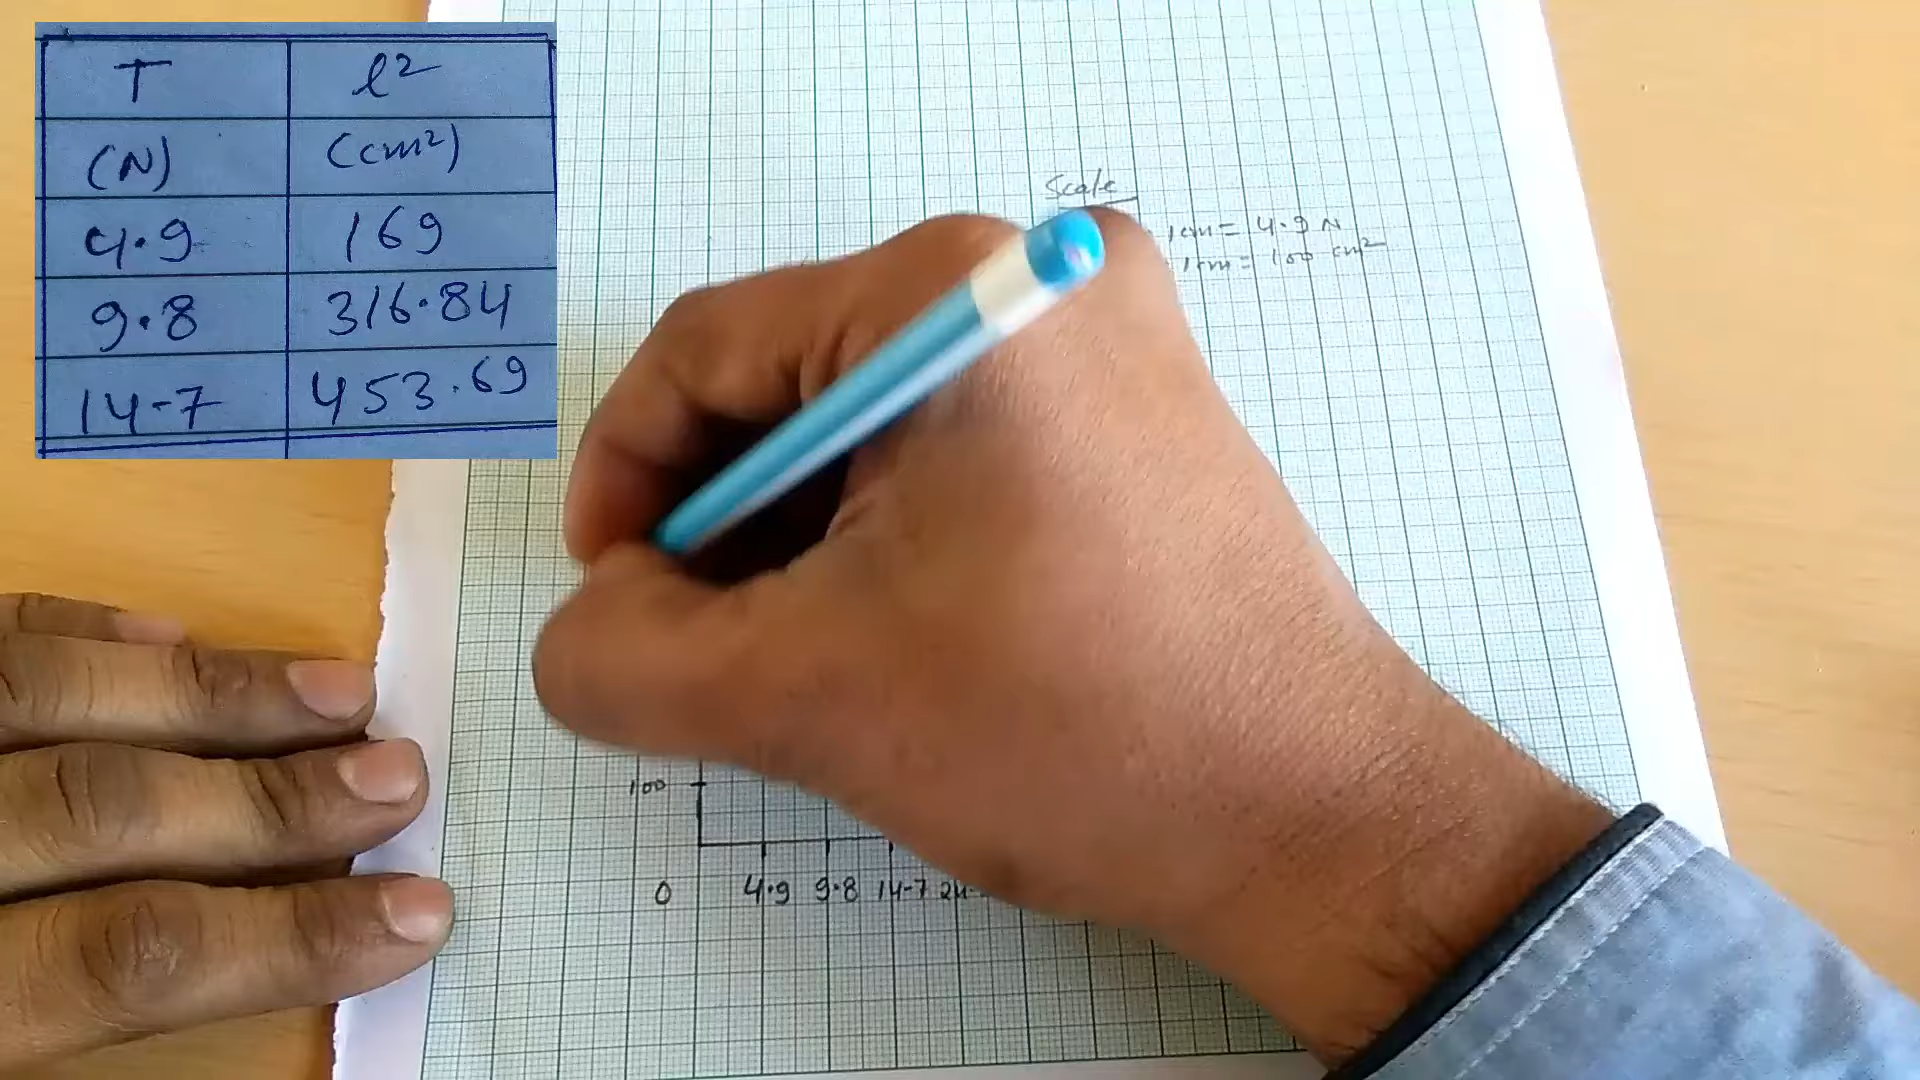 T l²
(N) (cm²)
4.9 169
9.8 316.84
14-7 453.69
Scale
1cm = 4.9 N
1cm = 100 cm²
100
0 4.9 9.8 14-7